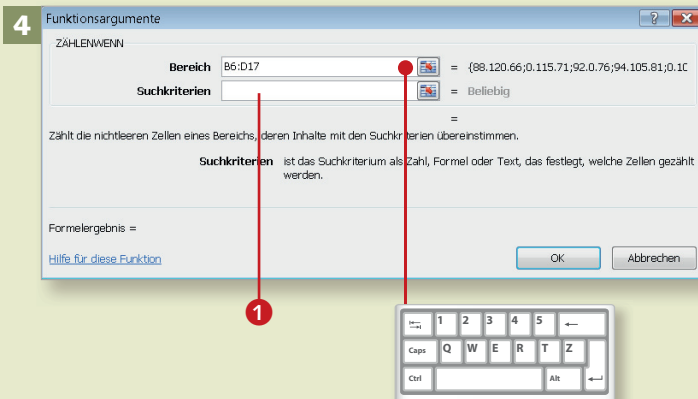 4
Funktionsargumente
ZÄHLENWENN
Bereich B6:D17 = {88.120.66;0.115.71;92.0.76;94.105.81;0.10
Suchkriterien = Beliebig
=
Zählt die nichtleeren Zellen eines Bereichs, deren Inhalte mit den Suchkriterien übereinstimmen.
Suchkriterien ist das Suchkriterium als Zahl, Formel oder Text, das festlegt, welche Zellen gezählt
werden.
Formelergebnis =
Hilfe für diese Funktion OK Abbrechen
1
1 2 3 4 5
Caps Q W E R T Z
Ctrl Alt